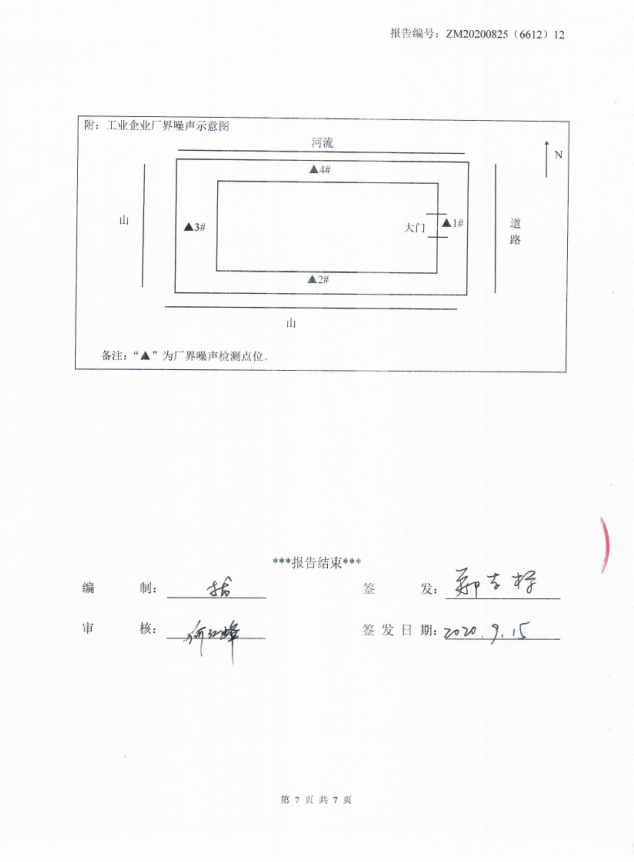 报告编号：ZM20200825（6612）12
附：工业企业厂界噪声示意图
河流
N
▲4#
山
▲3#
大门
▲1#
道路
▲2#
山
备注：“▲”为厂界噪声检测点位。
***报告结束***
编 制：
签 发：
审 核：何红峰
签 发 日 期：2020.9.15
第 7 页 共 7 页